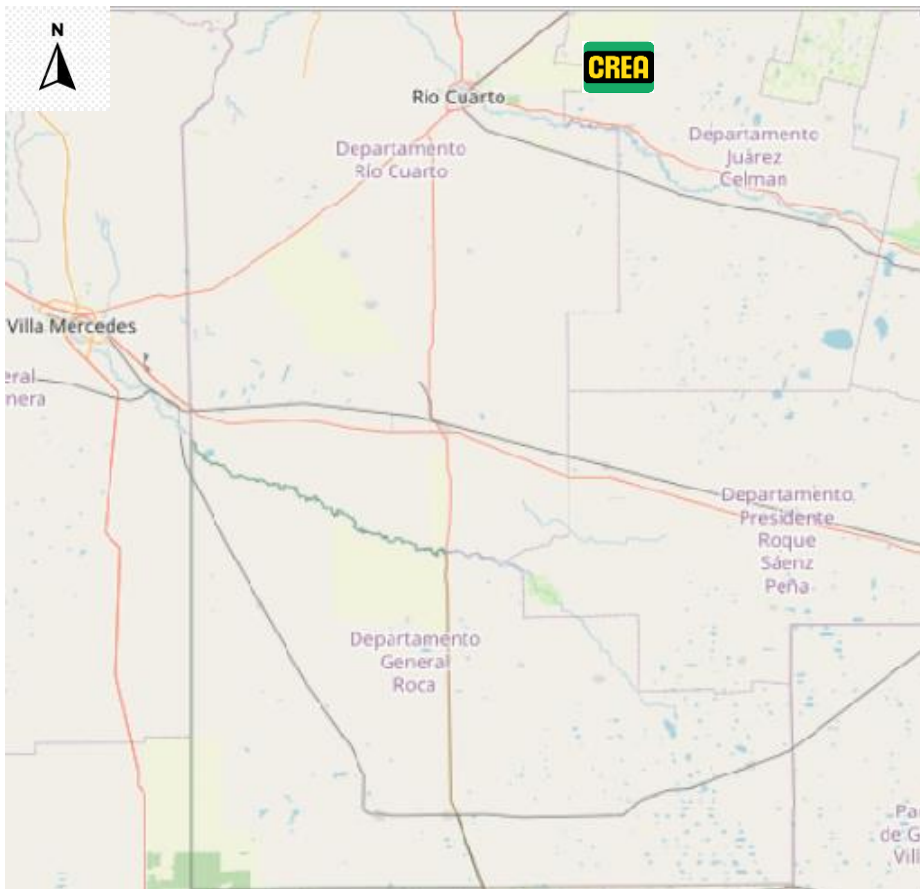 N
CREA
Rio Cuarto
Departamento
Río Cuarto
Departamento
Juárez
Celman
Villa Mercedes
eral
nera
Departamento
Presidente
Roque
Sáenz
Peña
Departamento
General
Roca
Pa
de G
Vill